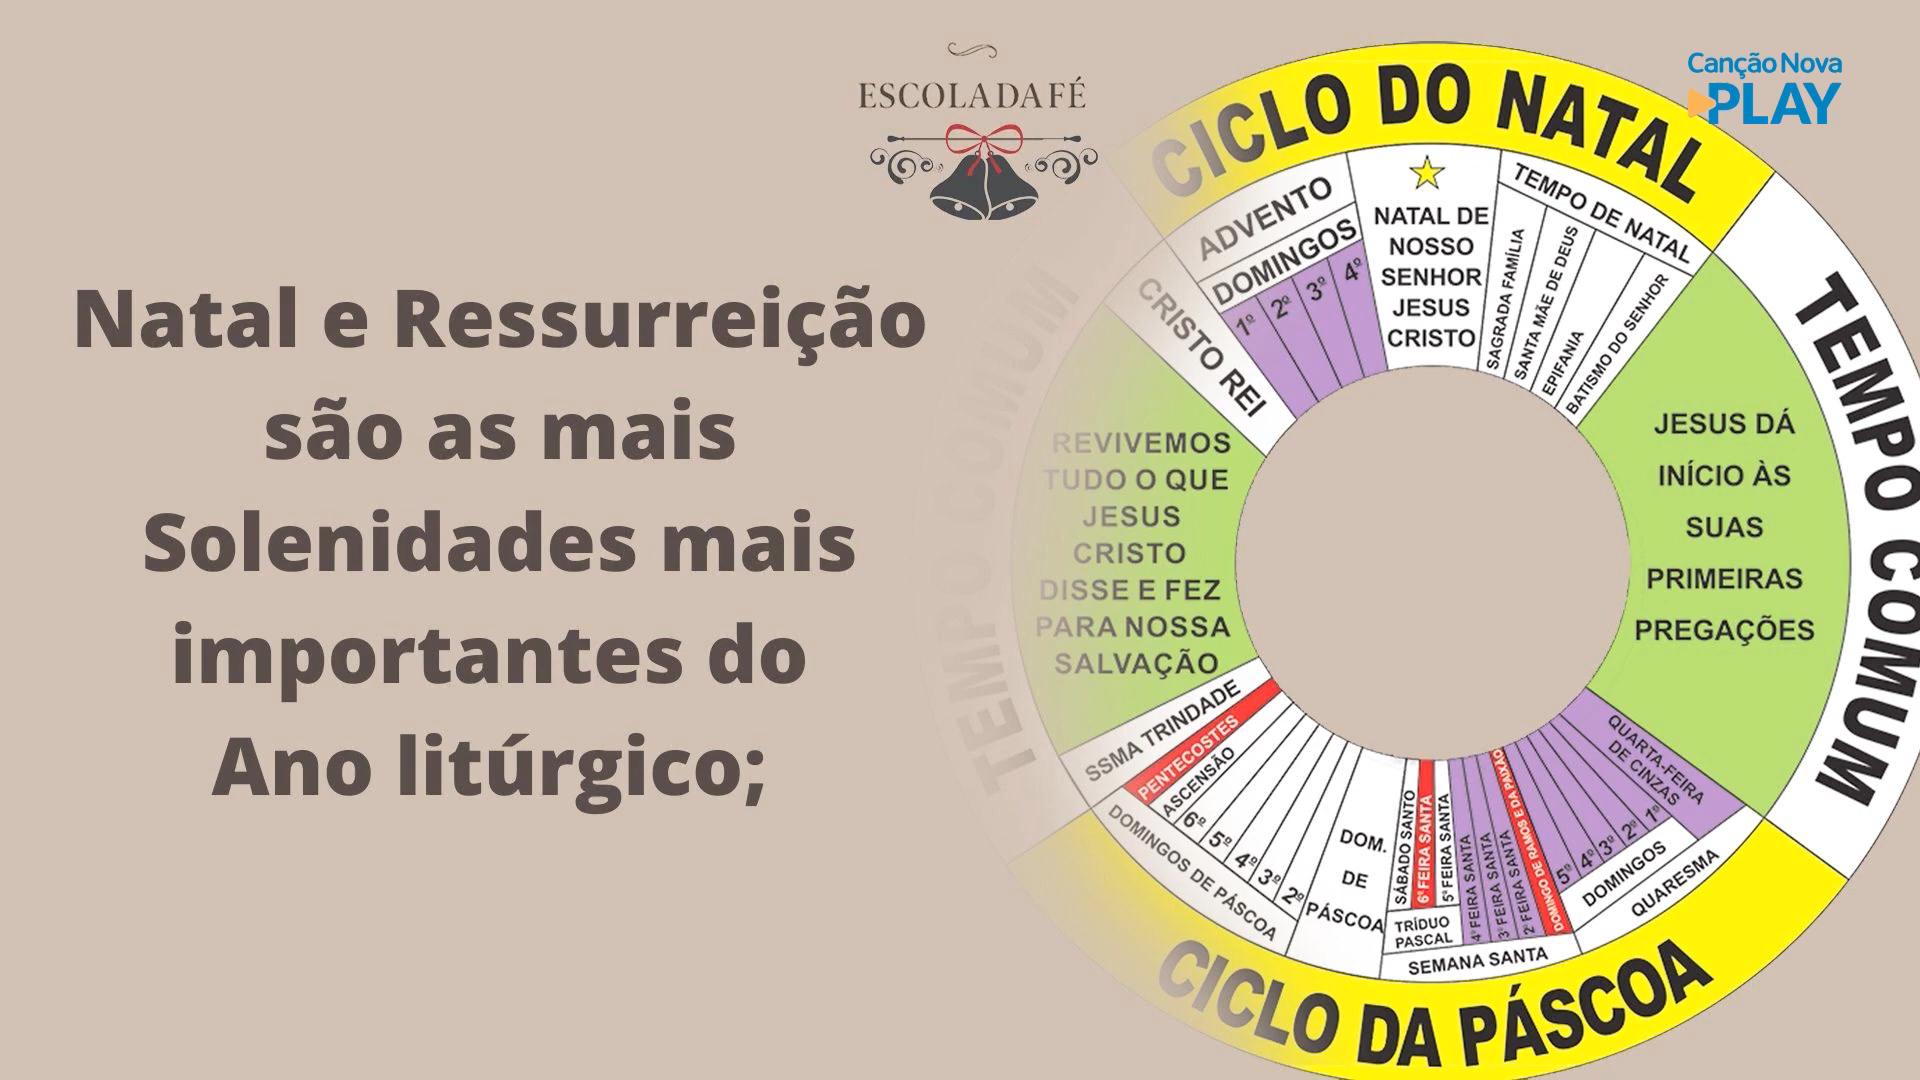 ESCOLADAFÉ
Canção Nova
PLAY
Natal e Ressurreição
são as mais
Solenidades mais
importantes do
Ano litúrgico;
CICLO DO NATAL
ADVENTO
DOMINGOS
1º 2º 3º 4º
NATAL DE
NOSSO
SENHOR
JESUS
CRISTO
TEMPO DE NATAL
SAGRADA FAMÍLIA
SANTA MÃE DE DEUS
EPIFANIA
BATISMO DO SENHOR
TEMPO COMUM
JESUS DÁ
INÍCIO ÀS
SUAS
PRIMEIRAS
PREGAÇÕES
QUARTA-FEIRA
DE CINZAS
1º
2º
3º
4º
5º
DOMINGOS
QUARESMA
DOMINGO DE RAMOS E DA PAIXÃO
2ª FEIRA SANTA
3ª FEIRA SANTA
4ª FEIRA SANTA
5ª FEIRA SANTA
6ª FEIRA SANTA
SÁBADO SANTO
TRÍDUO
PASCAL
SEMANA SANTA
CICLO DA PÁSCOA
DOM.
DE
PÁSCOA
2º
3º
4º
5º
6º
DOMINGOS DE PÁSCOA
ASCENSÃO
PENTECOSTES
SSMA TRINDADE
TEMPO COMUM
REVIVEMOS
TUDO O QUE
JESUS
CRISTO
DISSE E FEZ
PARA NOSSA
SALVAÇÃO
CRISTO REI